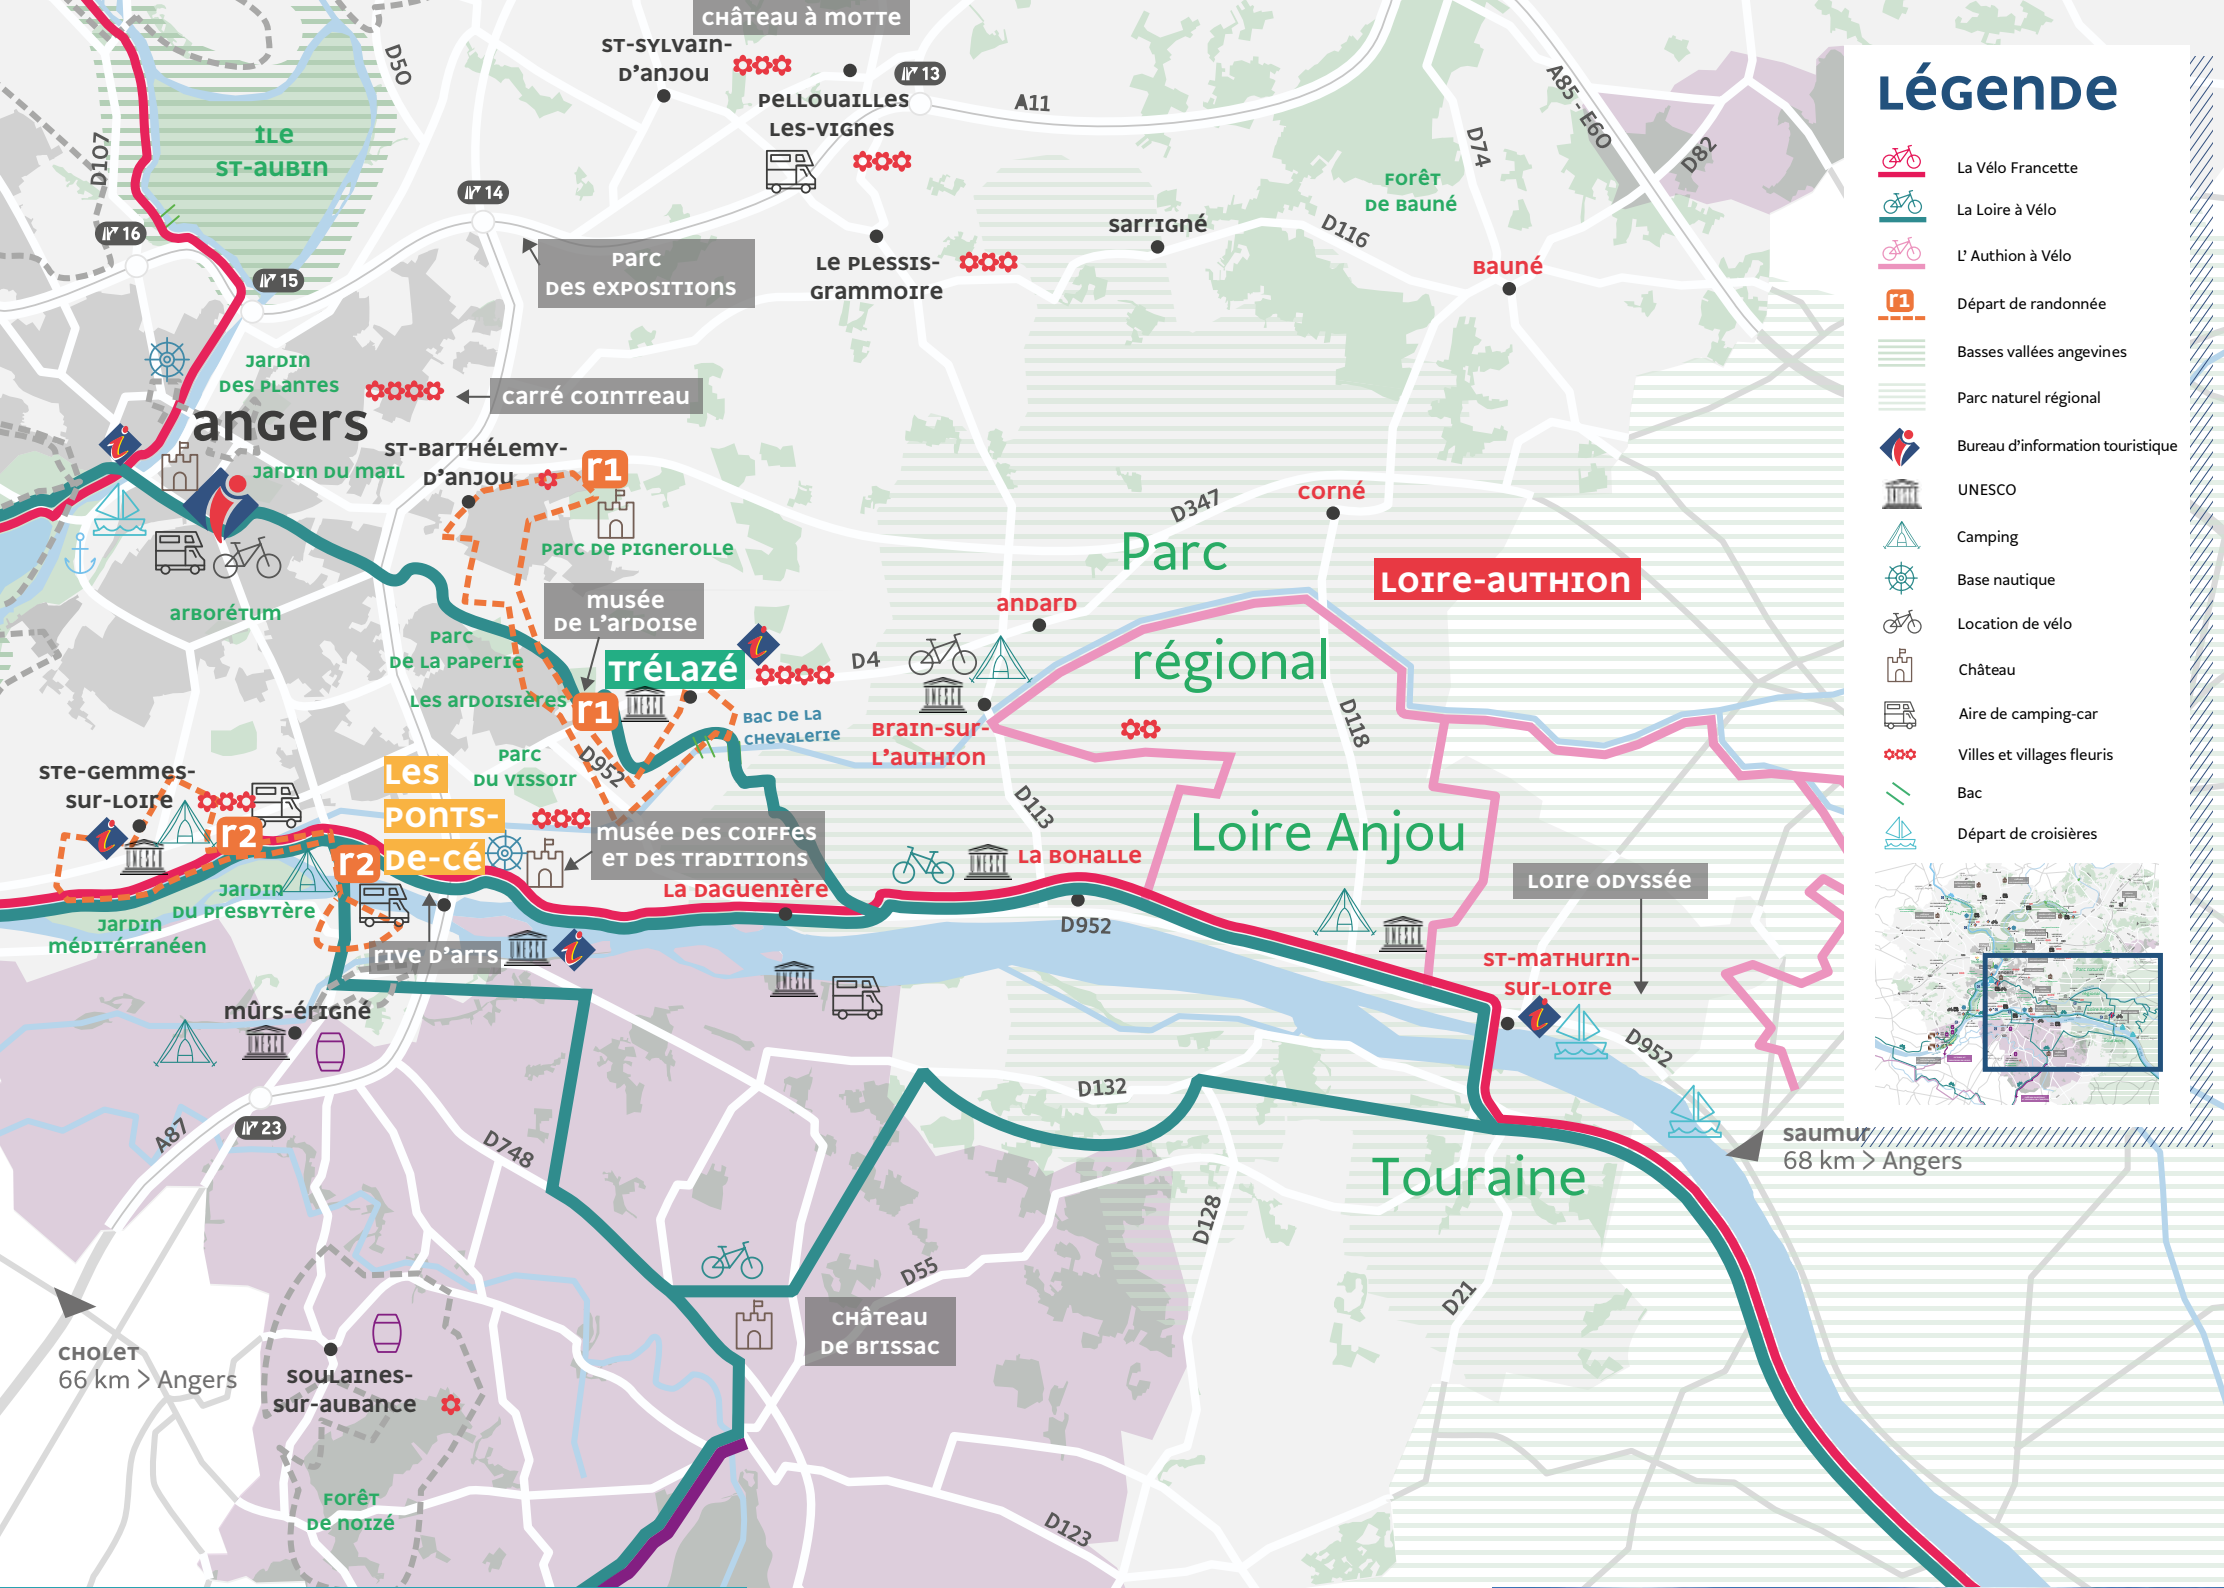 CHâTeau à moTTe
ST-SYLVaIn-
D'anJOU
PeLLOUaILLes
Les-VIGnes
13
A11
D50
D107
ÎLe
ST-aUBIn
14
16
15
Parc
Des exPOSITIOns
Le PLessIs-
GrammOIre
sarrIGné
D116
D74
A85 - E60
D82
FOrêT
De Bauné
Bauné
JarDIn
Des PLanTes
carré cOInTreau
anGers
JarDIn DU maIL
ST-BarTHéLemY-
D'anJOU
r1
Parc De PIGnerOLLe
arBOréTum
musée
De L'arDOIse
Parc
De La PaPerIe
TréLazé
Les arDOIsIères
r1
D4
Bac De La
CHevaLerIe
Parc
DU vIssOIr
D952
D347
cOrné
Parc
LOIre-auTHIOn
anDarD
régional
BraIn-sur-
L'auTHIOn
D118
D113
Loire Anjou
STe-Gemmes-
sur-LOIre
Les
POnTs-
De-cé
r2
r2
musée Des cOIFFes
eT Des TraDITIOns
La DaGuenIère
La BOHaLLe
D952
JarDIn
DU PresBYTère
JarDIn
méDITérranéen
rIve D'arTs
LOIre ODYssée
sT-maTHurIn-
sur-LOIre
D952
mûrs-érIGné
23
A87
D748
D132
Touraine
saumur
68 km > Angers
D128
D55
D21
CHâTeau
De BrIssac
CHOLeT
66 km > Angers
sOULaInes-
sur-auBance
FOrêT
De nOIzé
D123
LéGenDe
La Vélo Francette
La Loire à Vélo
L' Authion à Vélo
r1
Départ de randonnée
Basses vallées angevines
Parc naturel régional
Bureau d'information touristique
UNESCO
Camping
Base nautique
Location de vélo
Château
Aire de camping-car
Villes et villages fleuris
Bac
Départ de croisières